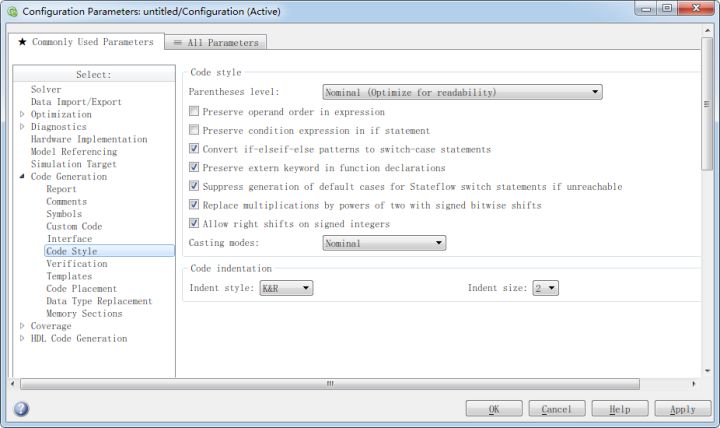 Configuration Parameters: untitled/Configuration (Active)
★ Commonly Used Parameters
≡ All Parameters
Select:
Solver
Data Import/Export
Optimization
Diagnostics
Hardware Implementation
Model Referencing
Simulation Target
Code Generation
Report
Comments
Symbols
Custom Code
Interface
Code Style
Verification
Templates
Code Placement
Data Type Replacement
Memory Sections
Coverage
HDL Code Generation
Code style
Parentheses level: Nominal (Optimize for readability)
Preserve operand order in expression
Preserve condition expression in if statement
Convert if-elseif-else patterns to switch-case statements
Preserve extern keyword in function declarations
Suppress generation of default cases for Stateflow switch statements if unreachable
Replace multiplications by powers of two with signed bitwise shifts
Allow right shifts on signed integers
Casting modes: Nominal
Code indentation
Indent style: K&R Indent size: 2
OK Cancel Help Apply